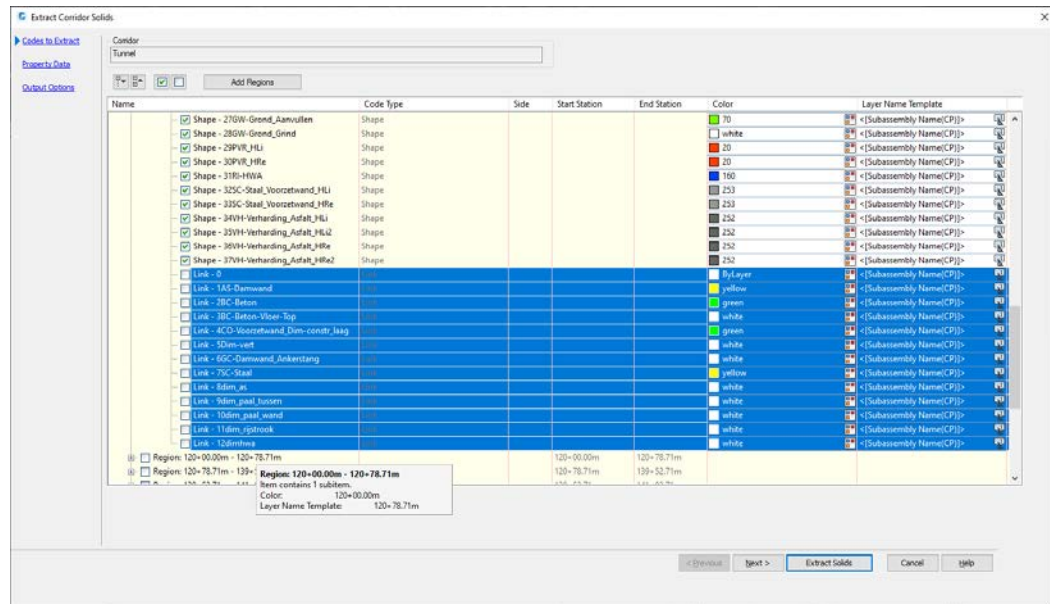 Extract Corridor Solids
Codes to Extract
Property Data
Output Options
Corridor
Tunnel
Add Regions
Name Code Type Side Start Station End Station Color Layer Name Template
Shape - 27GW-Grond_Aanvullen Shape 70 <[Subassembly Name(CP)]>
Shape - 28GW-Grond_Grind Shape white <[Subassembly Name(CP)]>
Shape - 29PVR_HLi Shape 20 <[Subassembly Name(CP)]>
Shape - 30PVR_HRe Shape 20 <[Subassembly Name(CP)]>
Shape - 31RI-HWA Shape 160 <[Subassembly Name(CP)]>
Shape - 32SC-Staal_Voorzetwand_HLi Shape 253 <[Subassembly Name(CP)]>
Shape - 33SC-Staal_Voorzetwand_HRe Shape 253 <[Subassembly Name(CP)]>
Shape - 34VH-Verharding_Asfalt_HLi Shape 252 <[Subassembly Name(CP)]>
Shape - 35VH-Verharding_Asfalt_HLi2 Shape 252 <[Subassembly Name(CP)]>
Shape - 36VH-Verharding_Asfalt_HRe Shape 252 <[Subassembly Name(CP)]>
Shape - 37VH-Verharding_Asfalt_HRe2 Shape 252 <[Subassembly Name(CP)]>
Link - 0 Link ByLayer <[Subassembly Name(CP)]>
Link - 1AS-Damwand Link yellow <[Subassembly Name(CP)]>
Link - 2BC-Beton Link green <[Subassembly Name(CP)]>
Link - 3BC-Beton-Vloer-Top Link white <[Subassembly Name(CP)]>
Link - 4CO-Voorzetwand_Dim-constr_laag Link green <[Subassembly Name(CP)]>
Link - 5Dim-vert Link white <[Subassembly Name(CP)]>
Link - 6GC-Damwand_Ankerstang Link white <[Subassembly Name(CP)]>
Link - 7SC-Staal Link yellow <[Subassembly Name(CP)]>
Link - 8dim_as Link white <[Subassembly Name(CP)]>
Link - 9dim_paal_tussen Link white <[Subassembly Name(CP)]>
Link - 10dim_paal_wand Link white <[Subassembly Name(CP)]>
Link - 11dim_rijstrook Link white <[Subassembly Name(CP)]>
Link - 12dimhwa Link white <[Subassembly Name(CP)]>
Region: 120+00.00m - 120+78.71m 120+00.00m 120+78.71m
Region: 120+78.71m - 139+ 120+78.71m 139+52.71m
Region: 120+00.00m - 120+78.71m
Item contains 1 subitem.
Color: 120+00.00m
Layer Name Template: 120+78.71m
< Previous Next > Extract Solids Cancel Help